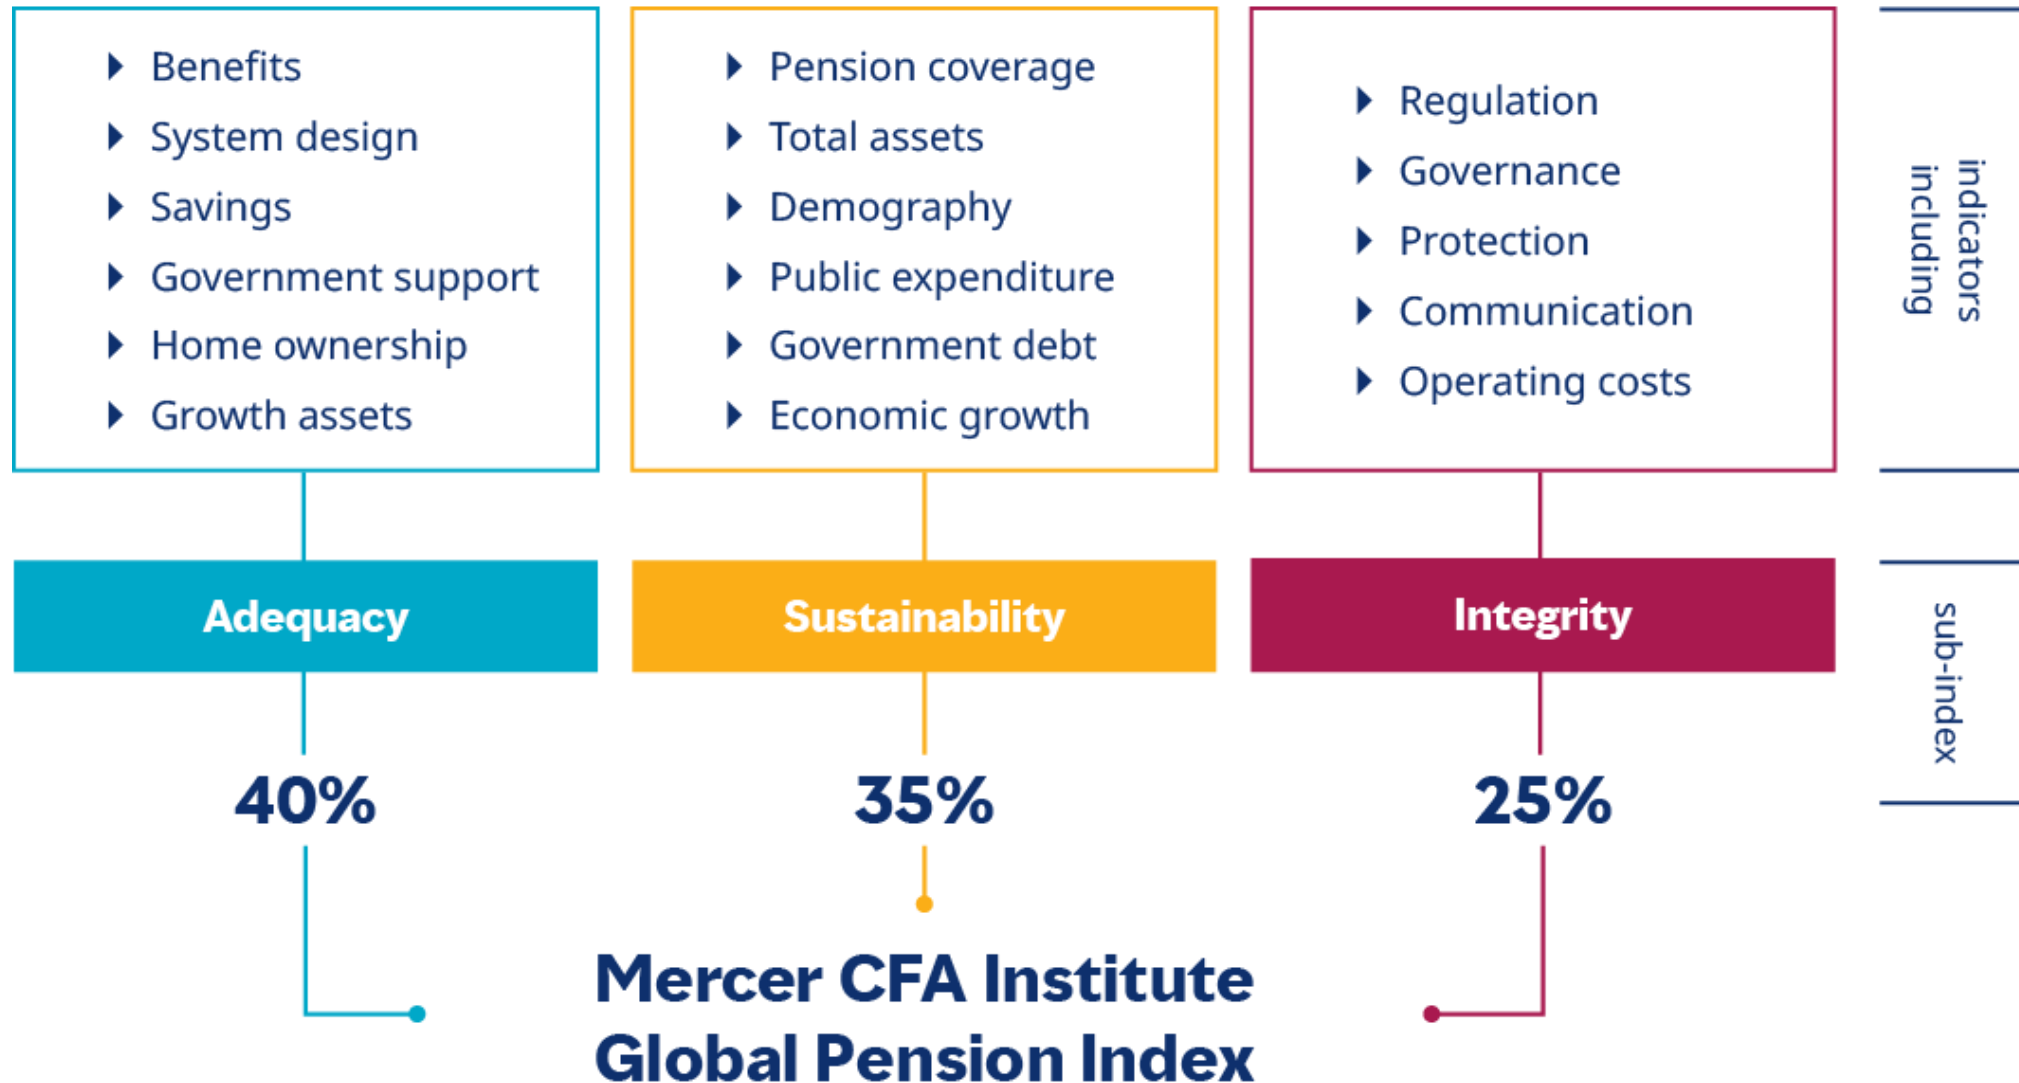 Benefits
System design
Savings
Government support
Home ownership
Growth assets
Pension coverage
Total assets
Demography
Public expenditure
Government debt
Economic growth
Regulation
Governance
Protection
Communication
Operating costs
indicators
including
Adequacy
Sustainability
Integrity
sub-index
40%
35%
25%
Mercer CFA Institute
Global Pension Index